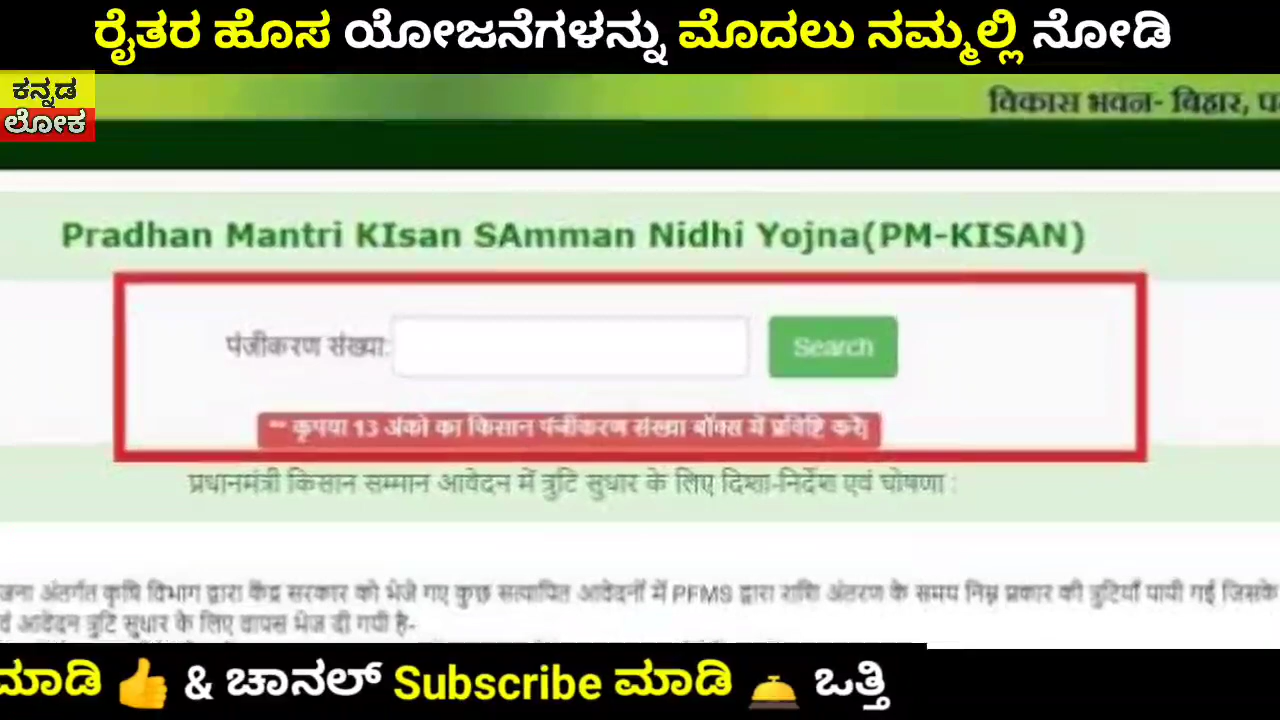 ರೈತರ ಹೊಸ ಯೋಜನೆಗಳನ್ನು ಮೊದಲು ನಮ್ಮಲ್ಲಿ ನೋಡಿ
ಕನ್ನಡ
ಲೋಕ
विकास भवन- बिहार,
Pradhan Mantri KIsan SAmman Nidhi Yojna(PM-KISAN)
पंजीकरण संख्या: Search
** कृपया 13 अंको का किसान पंजीकरण संख्या बॉक्स में प्रविष्टि करें|
प्रधानमंत्री किसान सम्मान आवेदन में त्रुटि सुधार के लिए दिशा-निर्देश एवं घोषणा :
जना अंतर्गत कृषि विभाग द्वारा केंद्र सरकार को भेजे गए कुछ सत्यापित आवेदनों में PFMS द्वारा राशि अंतरण के समय निम्न प्रकार की त्रुटियाँ पायी गई जिसके
वं आवेदन त्रुटि सुधार के लिए वापस भेज दी गयी है-
ಮಾಡಿ 👍 & ಚಾನಲ್ Subscribe ಮಾಡಿ 🛎️ ಒತ್ತಿ